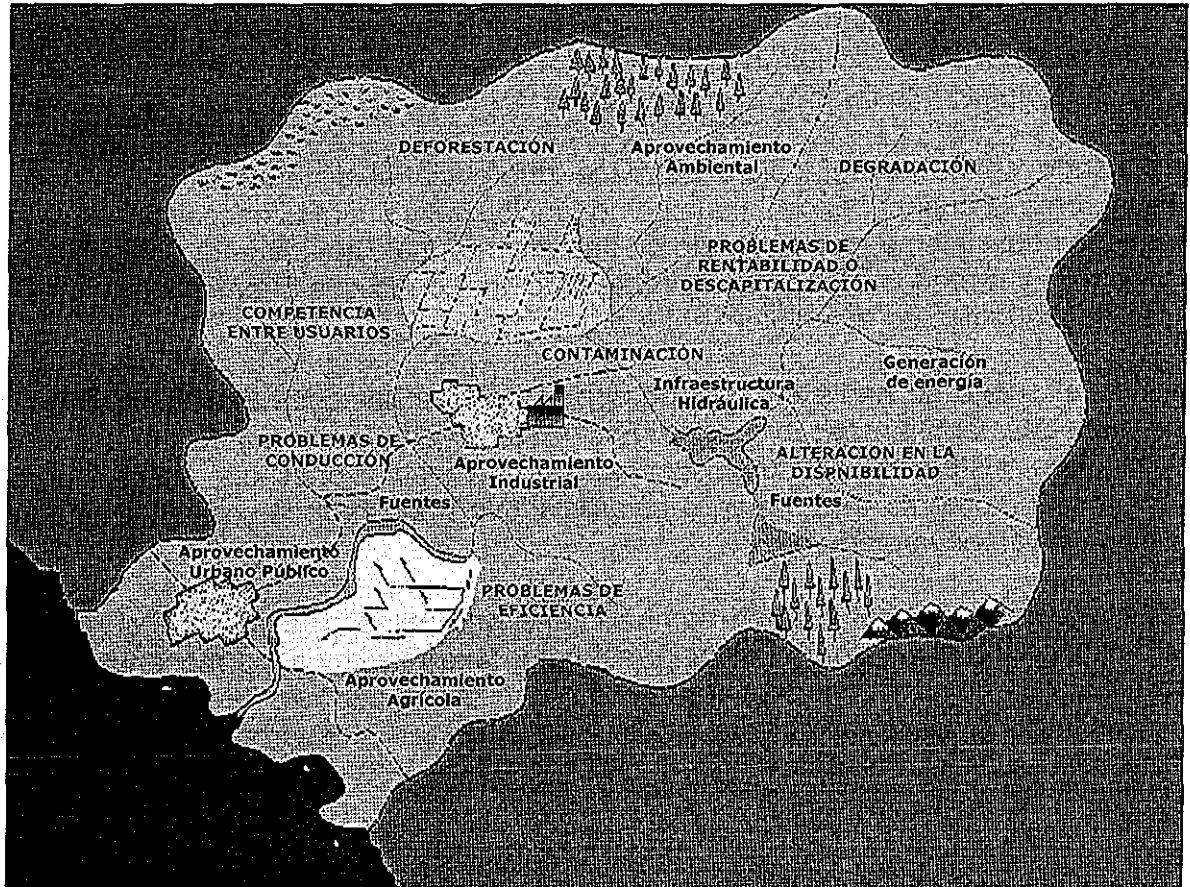 DEFORESTACIÓN
Aprovechamiento
Ambiental
DEGRADACIÓN
PROBLEMAS DE
RENTABILIDAD O
DESCAPITALIZACIÓN
COMPETENCIA
ENTRE USUARIOS
CONTAMINACIÓN
Generación
de energía
Infraestructura
Hidráulica
PROBLEMAS DE
CONDUCCIÓN
Aprovechamiento
Industrial
ALTERACION EN LA
DISPNIBILIDAD
Fuentes
Fuentes
Aprovechamiento
Urbano Público
PROBLEMAS DE
EFICIENCIA
Aprovechamiento
Agrícola